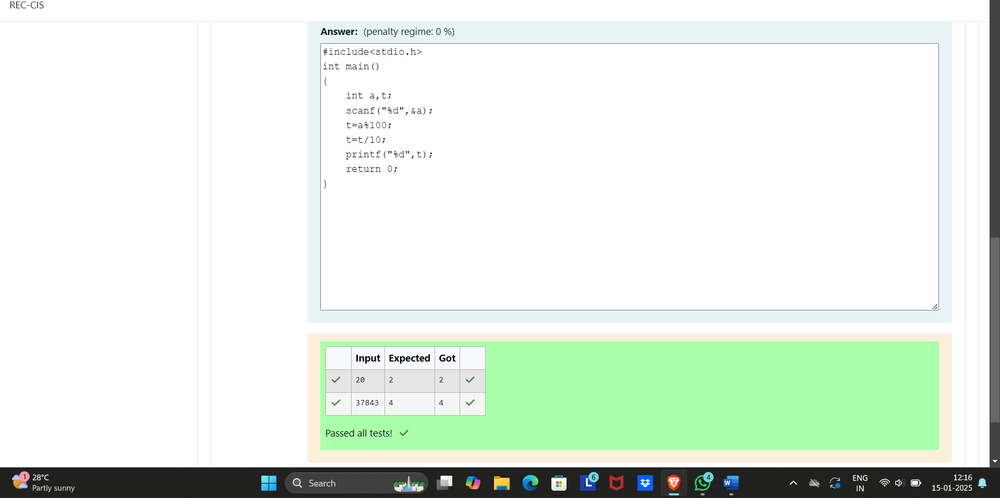 REC-CIS
Answer: (penalty regime: 0 %)
#include<stdio.h>
int main()
{
    int a,t;
    scanf("%d",&a);
    t=a%100;
    t=t/10;
    printf("%d",t);
    return 0;
}
Input Expected Got
20 2 2
37843 4 4
Passed all tests!
1
28°C
Partly sunny
Search
L
6
4
W
ENG
IN
12:16
15-01-2025